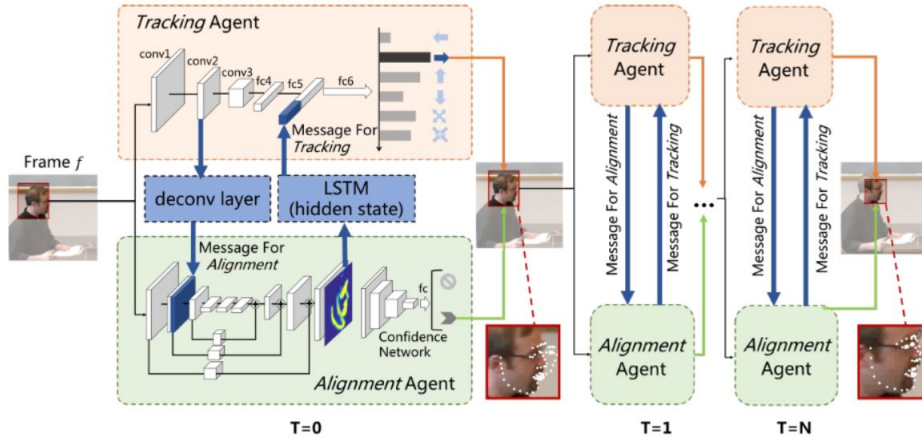 Tracking Agent
conv1
conv2
conv3
fc4
fc5
fc6
Message For
Tracking
Frame f
deconv layer
LSTM
(hidden state)
Message For
Alignment
fc
Confidence
Network
Alignment Agent
T=0
Tracking
Agent
Message For Alignment
Message For Tracking
...
Alignment
Agent
T=1
Tracking
Agent
Message For Alignment
Message For Tracking
Alignment
Agent
T=N